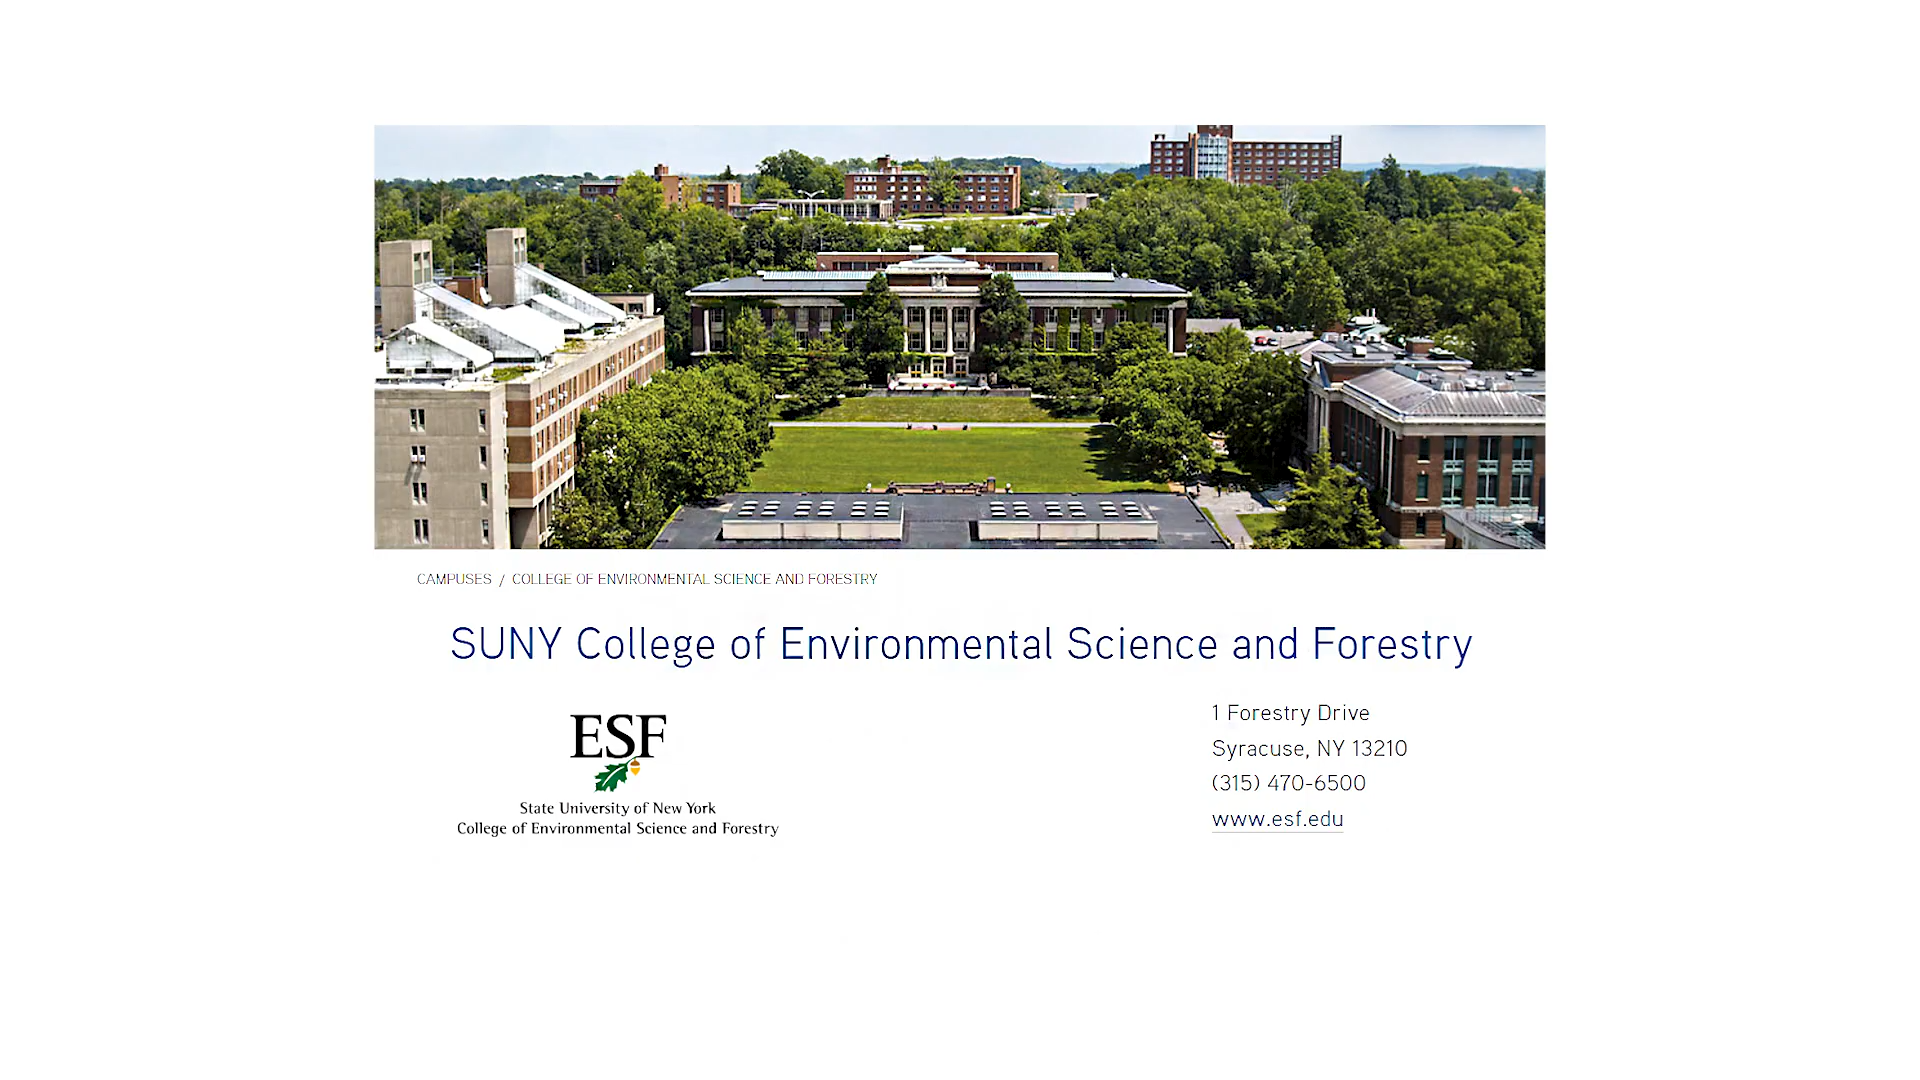 CAMPUSES / COLLEGE OF ENVIRONMENTAL SCIENCE AND FORESTRY
SUNY College of Environmental Science and Forestry
ESF
State University of New York
College of Environmental Science and Forestry
1 Forestry Drive
Syracuse, NY 13210
(315) 470-6500
www.esf.edu